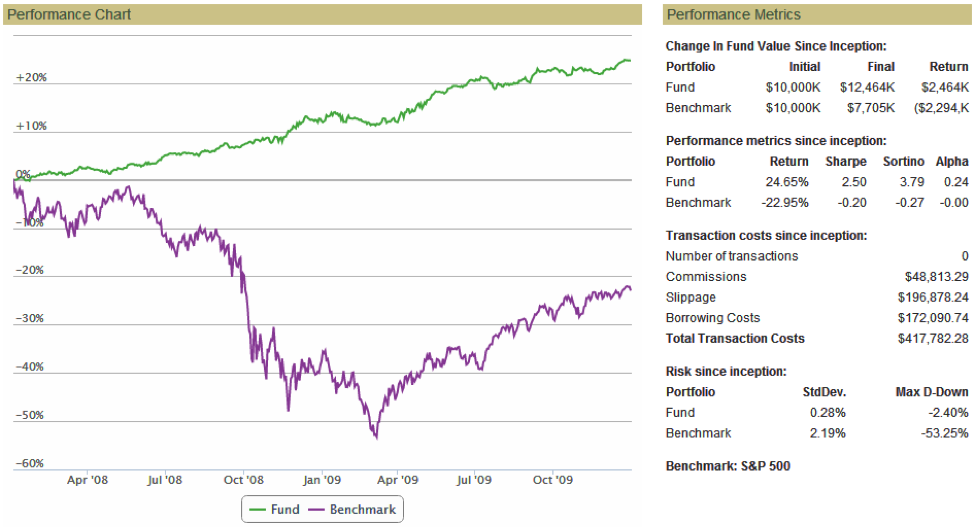 Performance Chart
+20%
+10%
0%
-10%
-20%
-30%
-40%
-50%
-60%
Apr '08 Jul '08 Oct '08 Jan '09 Apr '09 Jul '09 Oct '09
Fund Benchmark
Performance Metrics
Change In Fund Value Since Inception:
Portfolio Initial Final Return
Fund $10,000K $12,464K $2,464K
Benchmark $10,000K $7,705K ($2,294,K
Performance metrics since inception:
Portfolio Return Sharpe Sortino Alpha
Fund 24.65% 2.50 3.79 0.24
Benchmark -22.95% -0.20 -0.27 -0.00
Transaction costs since inception:
Number of transactions 0
Commissions $48,813.29
Slippage $196,878.24
Borrowing Costs $172,090.74
Total Transaction Costs $417,782.28
Risk since inception:
Portfolio StdDev. Max D-Down
Fund 0.28% -2.40%
Benchmark 2.19% -53.25%
Benchmark: S&P 500